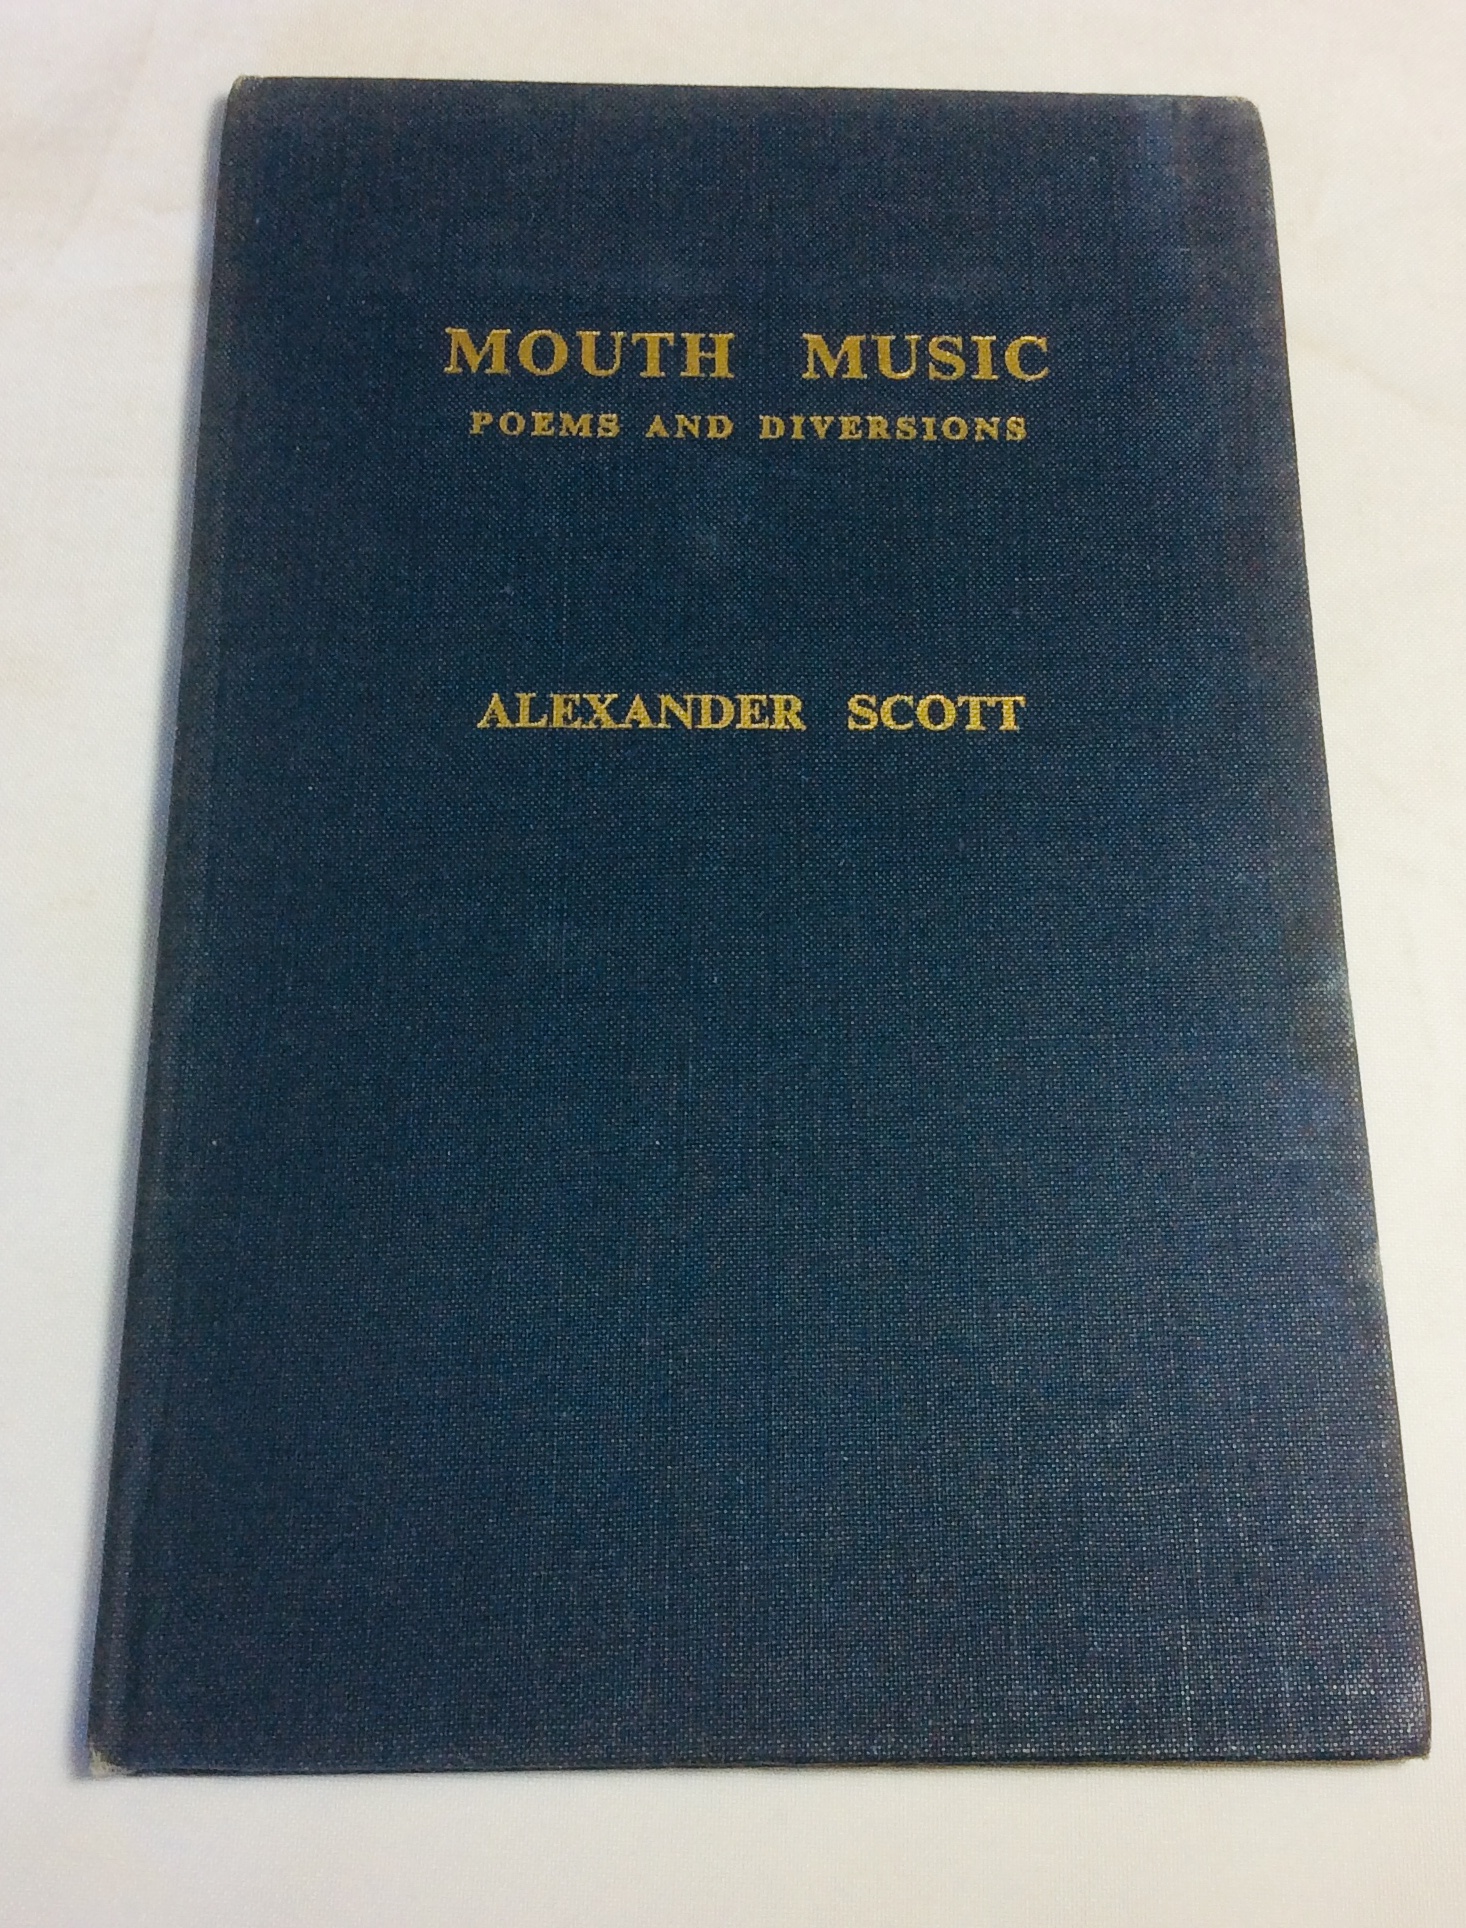 MOUTH MUSIC
POEMS AND DIVERSIONS
ALEXANDER SCOTT